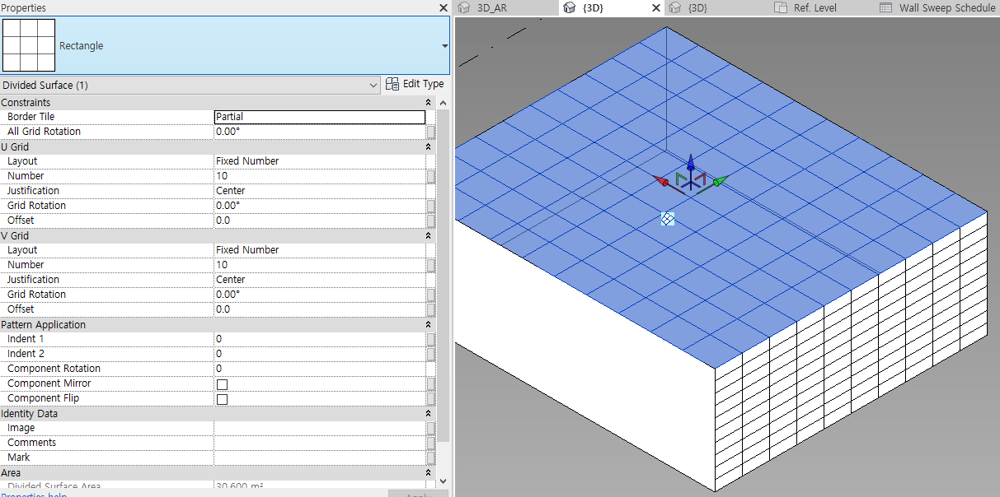 Properties
3D_AR
{3D}
{3D}
Ref. Level
Wall Sweep Schedule
Rectangle
Divided Surface (1)
Edit Type
Constraints
Border Tile Partial
All Grid Rotation 0.00°
U Grid
Layout Fixed Number
Number 10
Justification Center
Grid Rotation 0.00°
Offset 0.0
V Grid
Layout Fixed Number
Number 10
Justification Center
Grid Rotation 0.00°
Offset 0.0
Pattern Application
Indent 1 0
Indent 2 0
Component Rotation 0
Component Mirror
Component Flip
Identity Data
Image
Comments
Mark
Area
Divided Surface Area 30.600 m²
Properties help
Apply